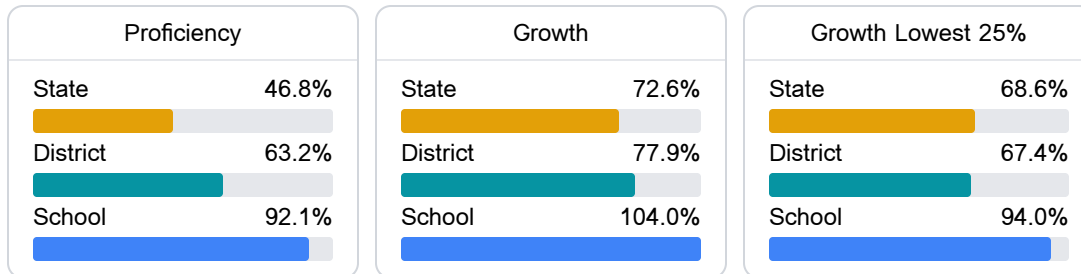 Proficiency
State 46.8%
District 63.2%
School 92.1%
Growth
State 72.6%
District 77.9%
School 104.0%
Growth Lowest 25%
State 68.6%
District 67.4%
School 94.0%